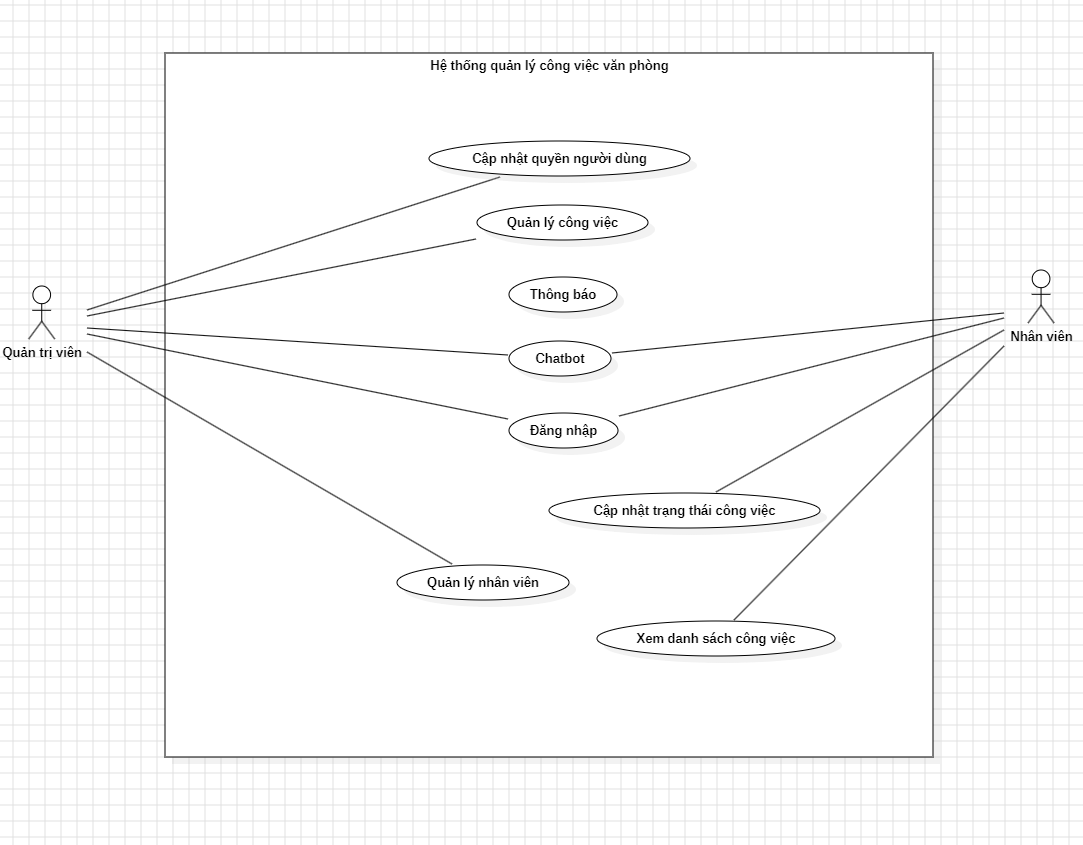 Hệ thống quản lý công việc văn phòng
Cập nhật quyền người dùng
Quản lý công việc
Thông báo
Quản trị viên
Nhân viên
Chatbot
Đăng nhập
Cập nhật trạng thái công việc
Quản lý nhân viên
Xem danh sách công việc